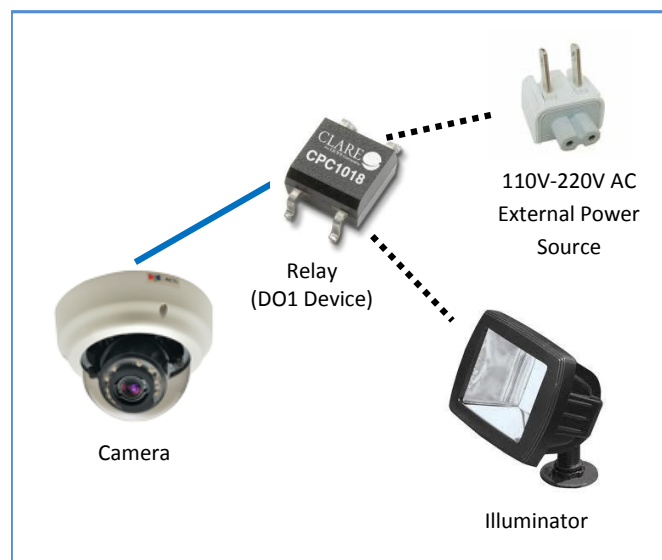 CLARE
CPC1018
110V-220V AC
External Power
Source
Relay
(DO1 Device)
Camera
Illuminator